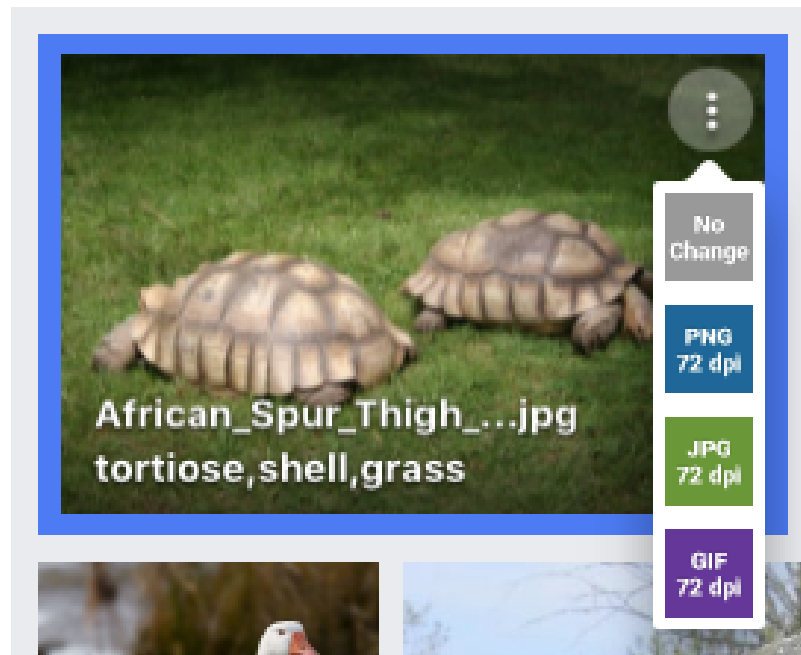 African_Spur_Thigh_...jpg
tortiose,shell,grass
No
Change
PNG
72 dpi
JPG
72 dpi
GIF
72 dpi